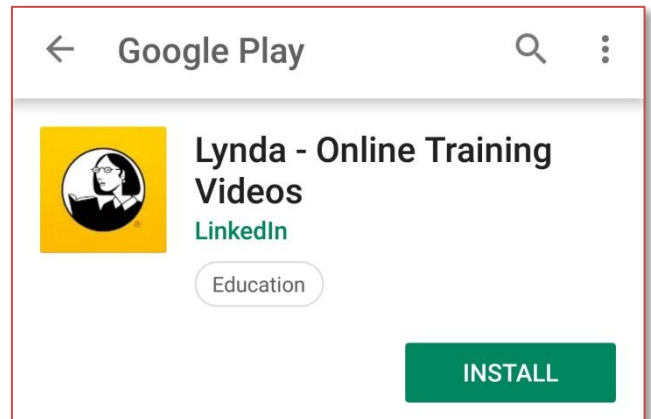 Google Play
Lynda - Online Training
Videos
LinkedIn
Education
INSTALL